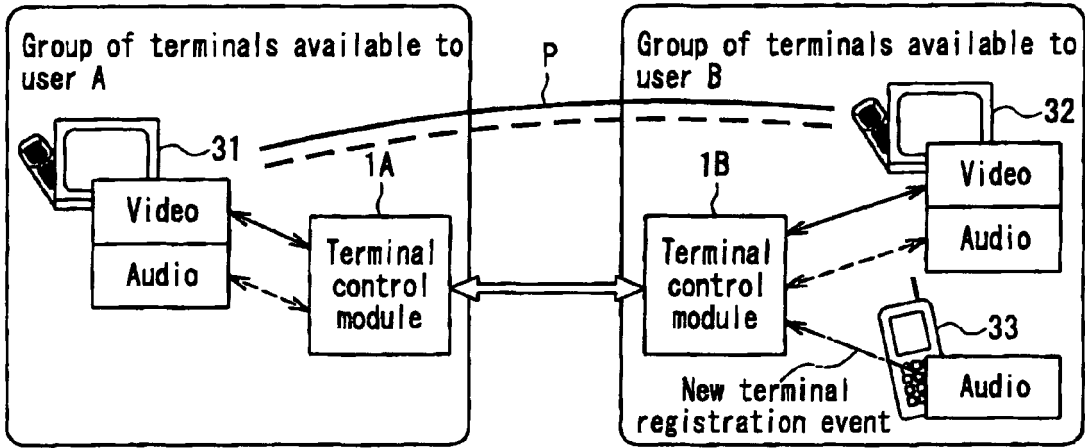 Group of terminals available to
user A
31
Video
Audio
1A
Terminal
control
module
P
Group of terminals available to
user B
32
1B
Video
Audio
Terminal
control
module
33
Audio
New terminal
registration event